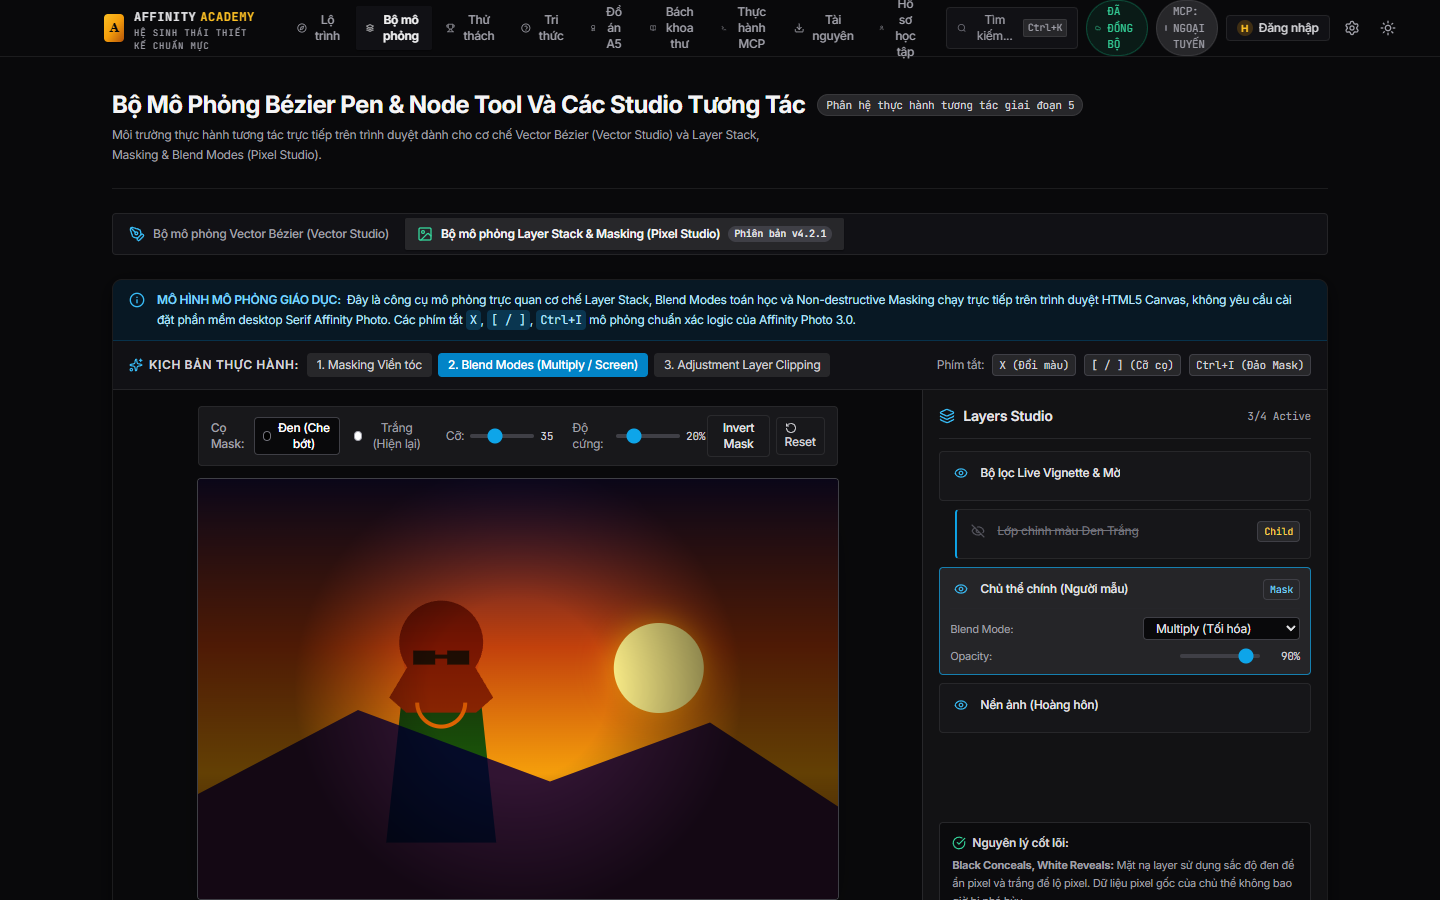 A
AFFINITY ACADEMY
HỆ SINH THÁI THIẾT
KẾ CHUẨN MỰC
Lộ
trình
Bộ mô
phỏng
Thử
thách
Tri
thức
Đồ
án
A5
Bách
khoa
thư
Thực
hành
MCP
Tài
nguyên
Hồ
sơ
học
tập
Tìm
kiếm...
Ctrl+K
ĐÃ
ĐỒNG
BỘ
MCP:
NGOẠI
TUYẾN
H Đăng nhập
Bộ Mô Phỏng Bézier Pen & Node Tool Và Các Studio Tương Tác
Phân hệ thực hành tương tác giai đoạn 5
Môi trường thực hành tương tác trực tiếp trên trình duyệt dành cho cơ chế Vector Bézier (Vector Studio) và Layer Stack,
Masking & Blend Modes (Pixel Studio).
Bộ mô phỏng Vector Bézier (Vector Studio)
Bộ mô phỏng Layer Stack & Masking (Pixel Studio) Phiên bản v4.2.1
MÔ HÌNH MÔ PHỎNG GIÁO DỤC: Đây là công cụ mô phỏng trực quan cơ chế Layer Stack, Blend Modes toán học và Non-destructive Masking chạy trực tiếp trên trình duyệt HTML5 Canvas, không yêu cầu cài
đặt phần mềm desktop Serif Affinity Photo. Các phím tắt X, [ / ], Ctrl+I mô phỏng chuẩn xác logic của Affinity Photo 3.0.
KỊCH BẢN THỰC HÀNH: 1. Masking Viền tóc 2. Blend Modes (Multiply / Screen) 3. Adjustment Layer Clipping
Phím tắt: X (Đổi màu) [ / ] (Cỡ cọ) Ctrl+I (Đảo Mask)
Cọ
Mask:
Đen (Che
bớt)
Trắng
(Hiện lại)
Cỡ: 35
Độ
cứng:
20%
Invert
Mask
Reset
Layers Studio 3/4 Active
Bộ lọc Live Vignette & Mờ
Lớp chỉnh màu Đen Trắng Child
Chủ thể chính (Người mẫu) Mask
Blend Mode: Multiply (Tối hóa)
Opacity: 90%
Nền ảnh (Hoàng hôn)
Nguyên lý cốt lõi:
Black Conceals, White Reveals: Mặt nạ layer sử dụng sắc độ đen để
ẩn pixel và trắng để lộ pixel. Dữ liệu pixel gốc của chủ thể không bao
giờ bị phá hủy.